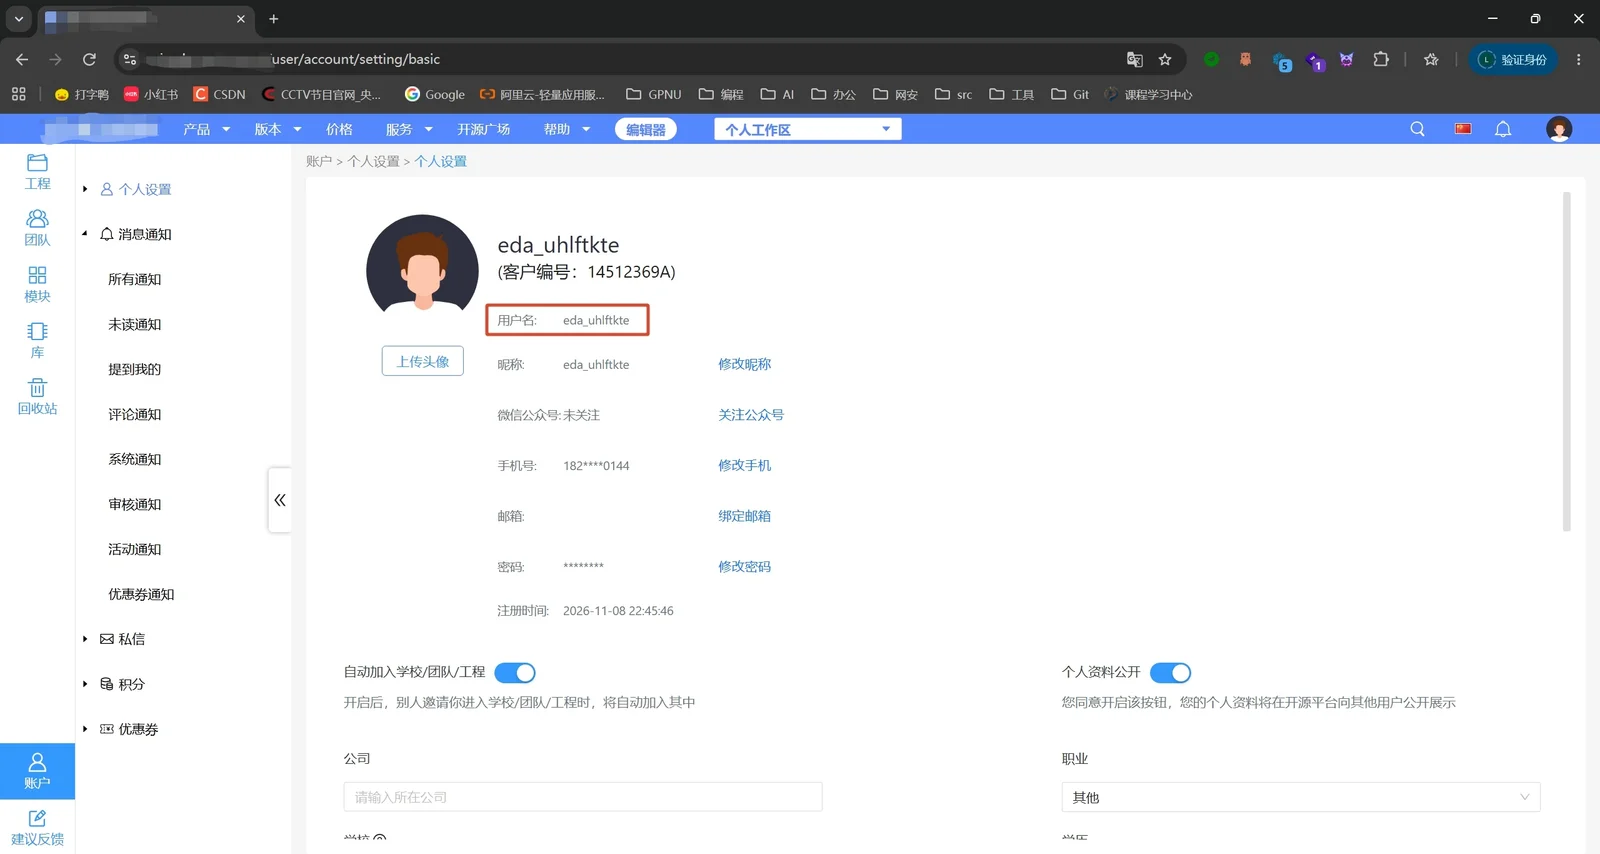 user/account/setting/basic
验证身份
打字鸭 小红书 CSDN CCTV节目官网_央... Google 阿里云-轻量应用服... GPNU 编程 AI 办公 网安 src 工具 Git 课程学习中心
产品 版本 价格 服务 开源广场 帮助 编辑器 个人工作区
工程
团队
模块
库
回收站
账户
建议反馈
个人设置
消息通知
所有通知
未读通知
提到我的
评论通知
系统通知
审核通知
活动通知
优惠券通知
私信
积分
优惠券
账户 > 个人设置 > 个人设置
eda_uhlftkte
(客户编号：14512369A)
上传头像
用户名: eda_uhlftkte
昵称: eda_uhlftkte 修改昵称
微信公众号: 未关注 关注公众号
手机号: 182****0144 修改手机
邮箱: 绑定邮箱
密码: ******** 修改密码
注册时间: 2026-11-08 22:45:46
自动加入学校/团队/工程
开启后，别人邀请你进入学校/团队/工程时，将自动加入其中
个人资料公开
您同意开启该按钮，您的个人资料将在开源平台向其他用户公开展示
公司
请输入所在公司
职业
其他